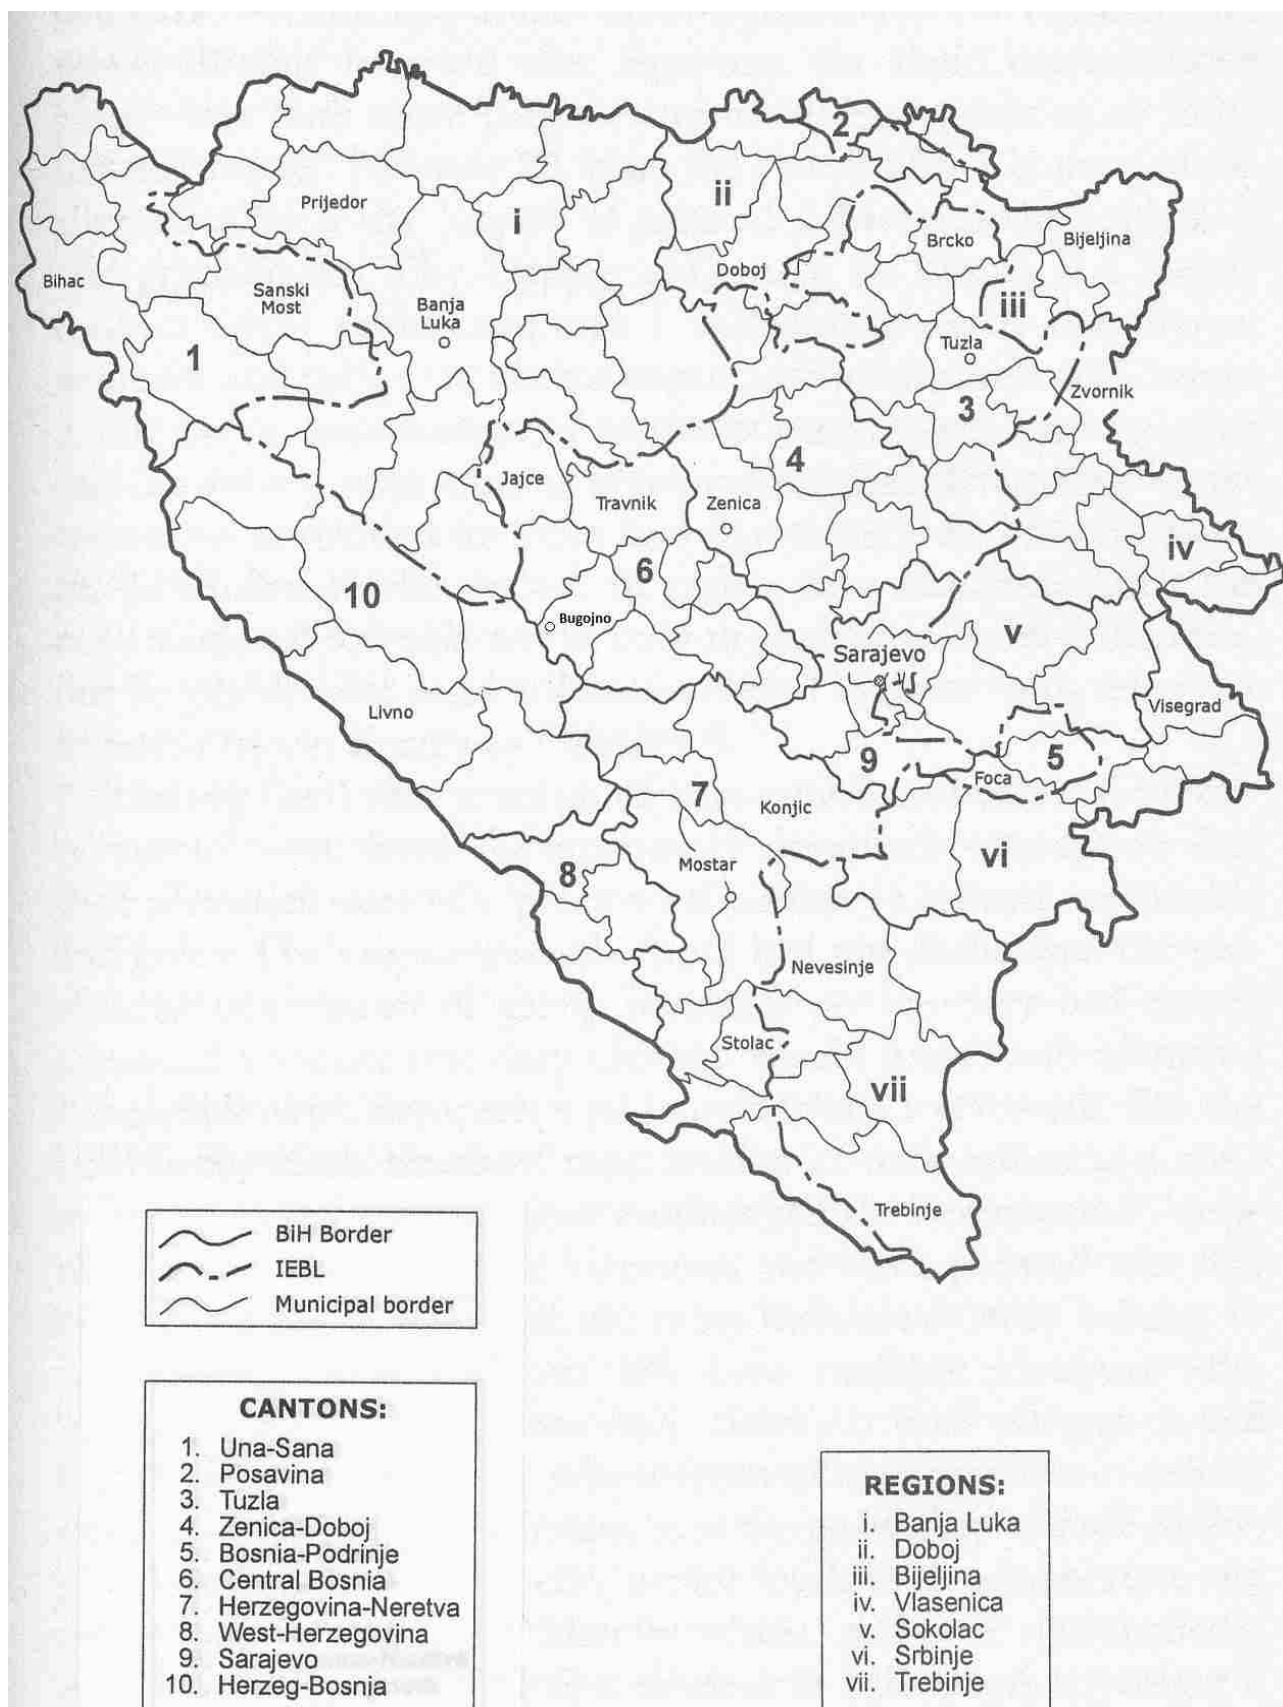 2
Prijedor
ii
i
Brcko
Bijeljina
Bihac
Sanski
Most
Doboj
Banja
Luka
iii
Tuzla
1
Zvornik
3
4
Jajce
Travnik
Zenica
iv
6
10
Bugojno
v
Sarajevo
Livno
Visegrad
9
5
Foca
7
Konjic
8
Mostar
vi
Nevesinje
Stolac
vii
Trebinje
BiH Border
IEBL
Municipal border
CANTONS:
1. Una-Sana
2. Posavina
3. Tuzla
4. Zenica-Doboj
5. Bosnia-Podrinje
6. Central Bosnia
7. Herzegovina-Neretva
8. West-Herzegovina
9. Sarajevo
10. Herzeg-Bosnia
REGIONS:
i. Banja Luka
ii. Doboj
iii. Bijeljina
iv. Vlasenica
v. Sokolac
vi. Srbinje
vii. Trebinje